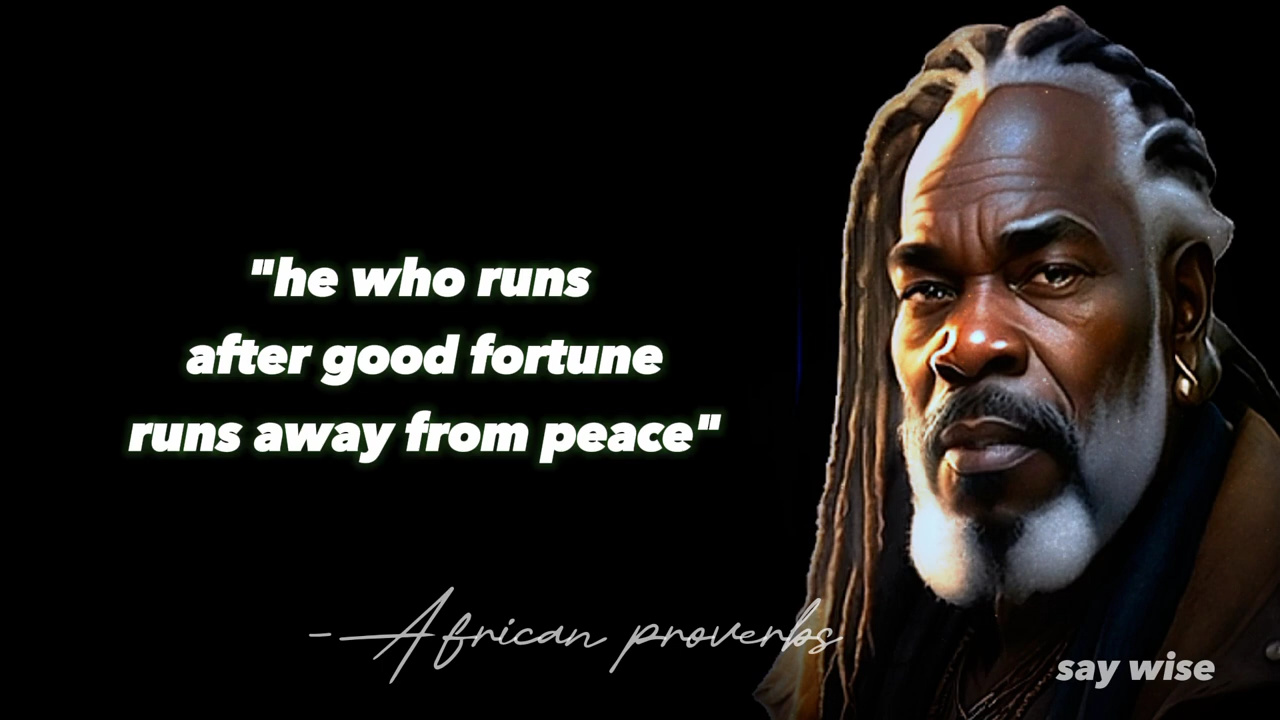 "he who runs
after good fortune
runs away from peace"
- African proverbs
say wise